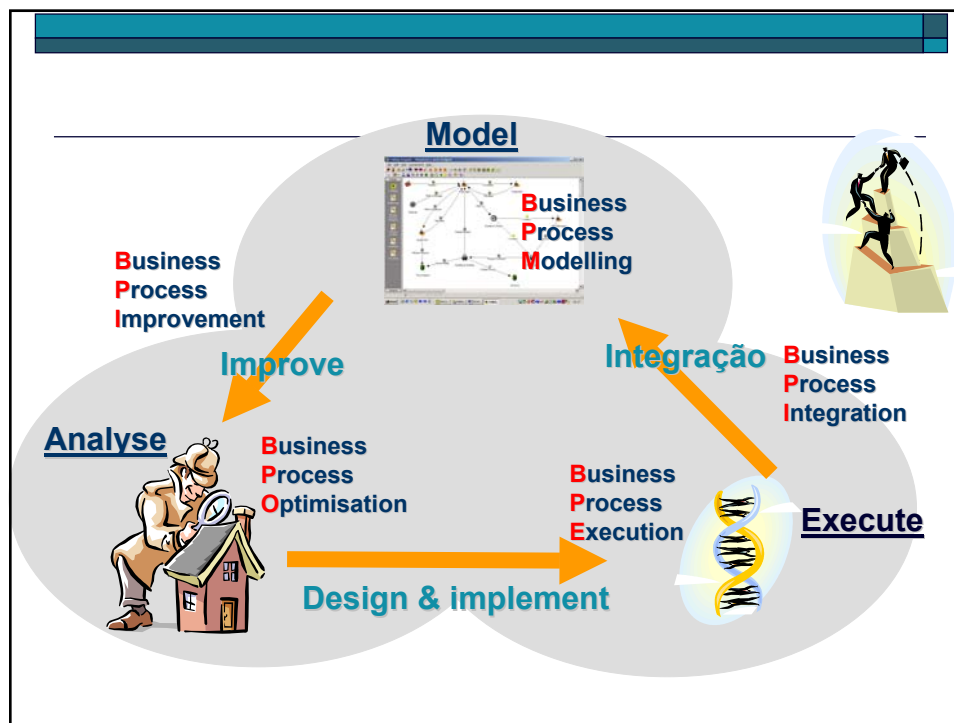 Model
Business
Process
Modelling
Business
Process
Improvement
Improve
Integração
Business
Process
Integration
Analyse
Business
Process
Optimisation
Business
Process
Execution
Execute
Design & implement